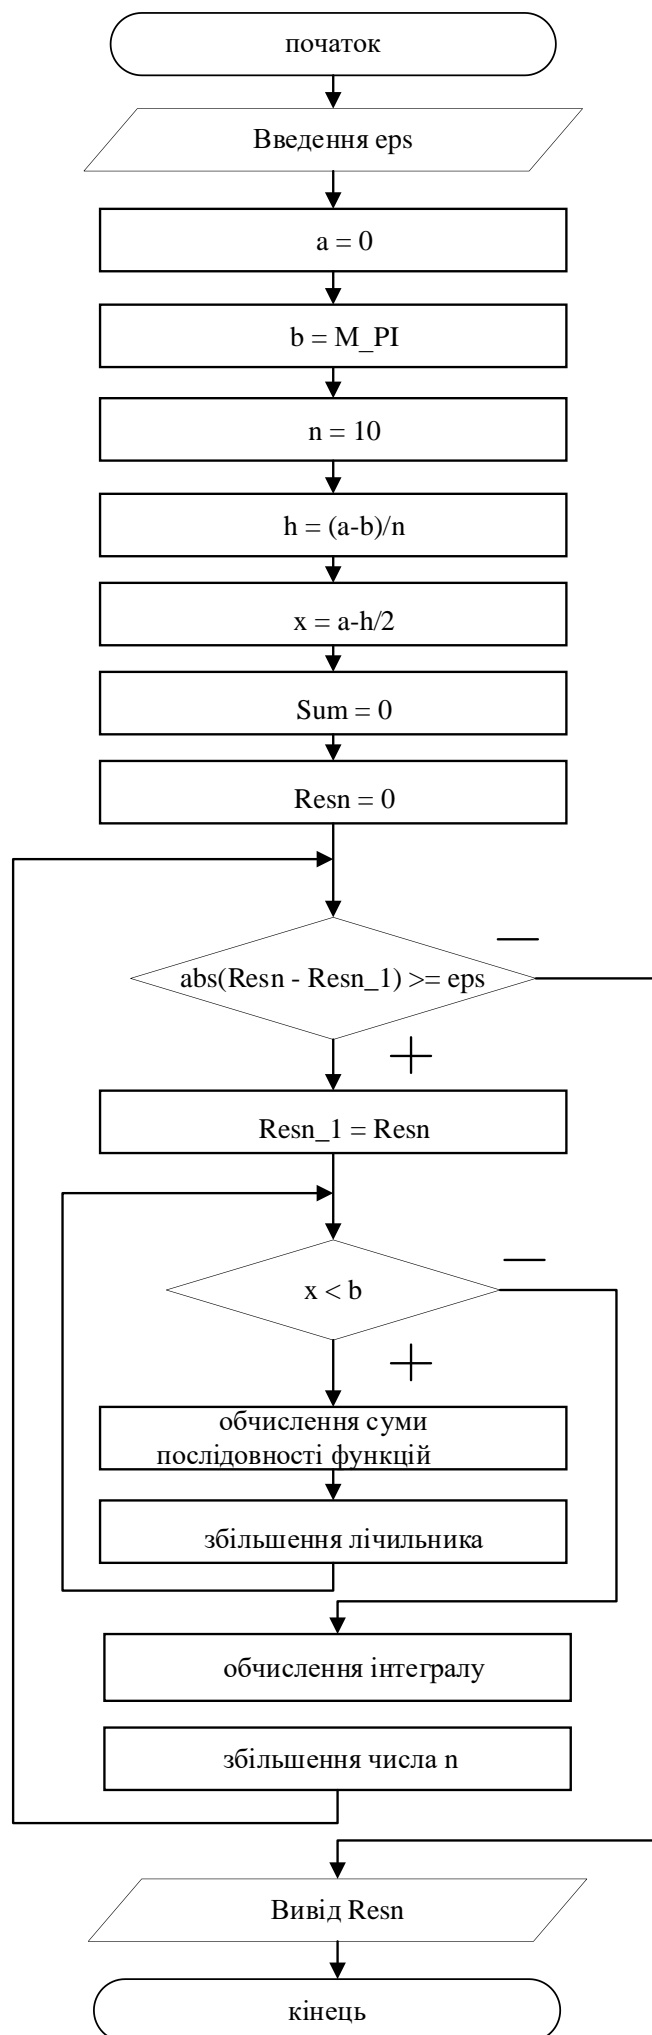 початок
Введення eps
a = 0
b = M_PI
n = 10
h = (a-b)/n
x = a-h/2
Sum = 0
Resn = 0
—
abs(Resn - Resn_1) >= eps
+
Resn_1 = Resn
—
x < b
+
обчислення суми
послідовності функцій
збільшення лічильника
обчислення інтегралу
збільшення числа n
Вивід Resn
кінець